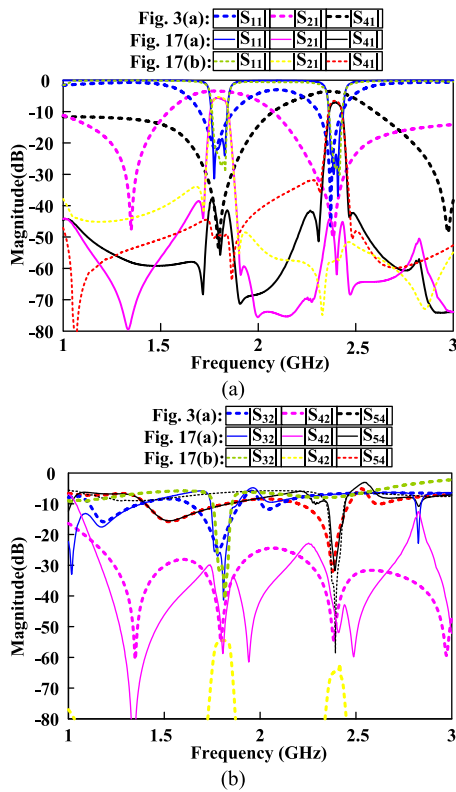 Fig. 3(a): |S11| |S21| |S41|
Fig. 17(a): |S11| |S21| |S41|
Fig. 17(b): |S11| |S21| |S41|
0
-10
-20
-30
-40
-50
-60
-70
-80
Magnitude(dB)
1 1.5 2 2.5 3
Frequency (GHz)
(a)
Fig. 3(a): |S32| |S42| |S54|
Fig. 17(a): |S32| |S42| |S54|
Fig. 17(b): |S32| |S42| |S54|
0
-10
-20
-30
-40
-50
-60
-70
-80
Magnitude(dB)
1 1.5 2 2.5 3
Frequency (GHz)
(b)